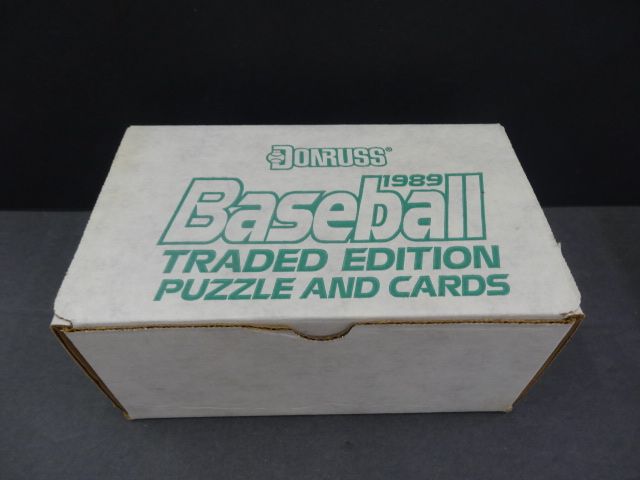 DONRUSS®
1989
Baseball
TRADED EDITION
PUZZLE AND CARDS